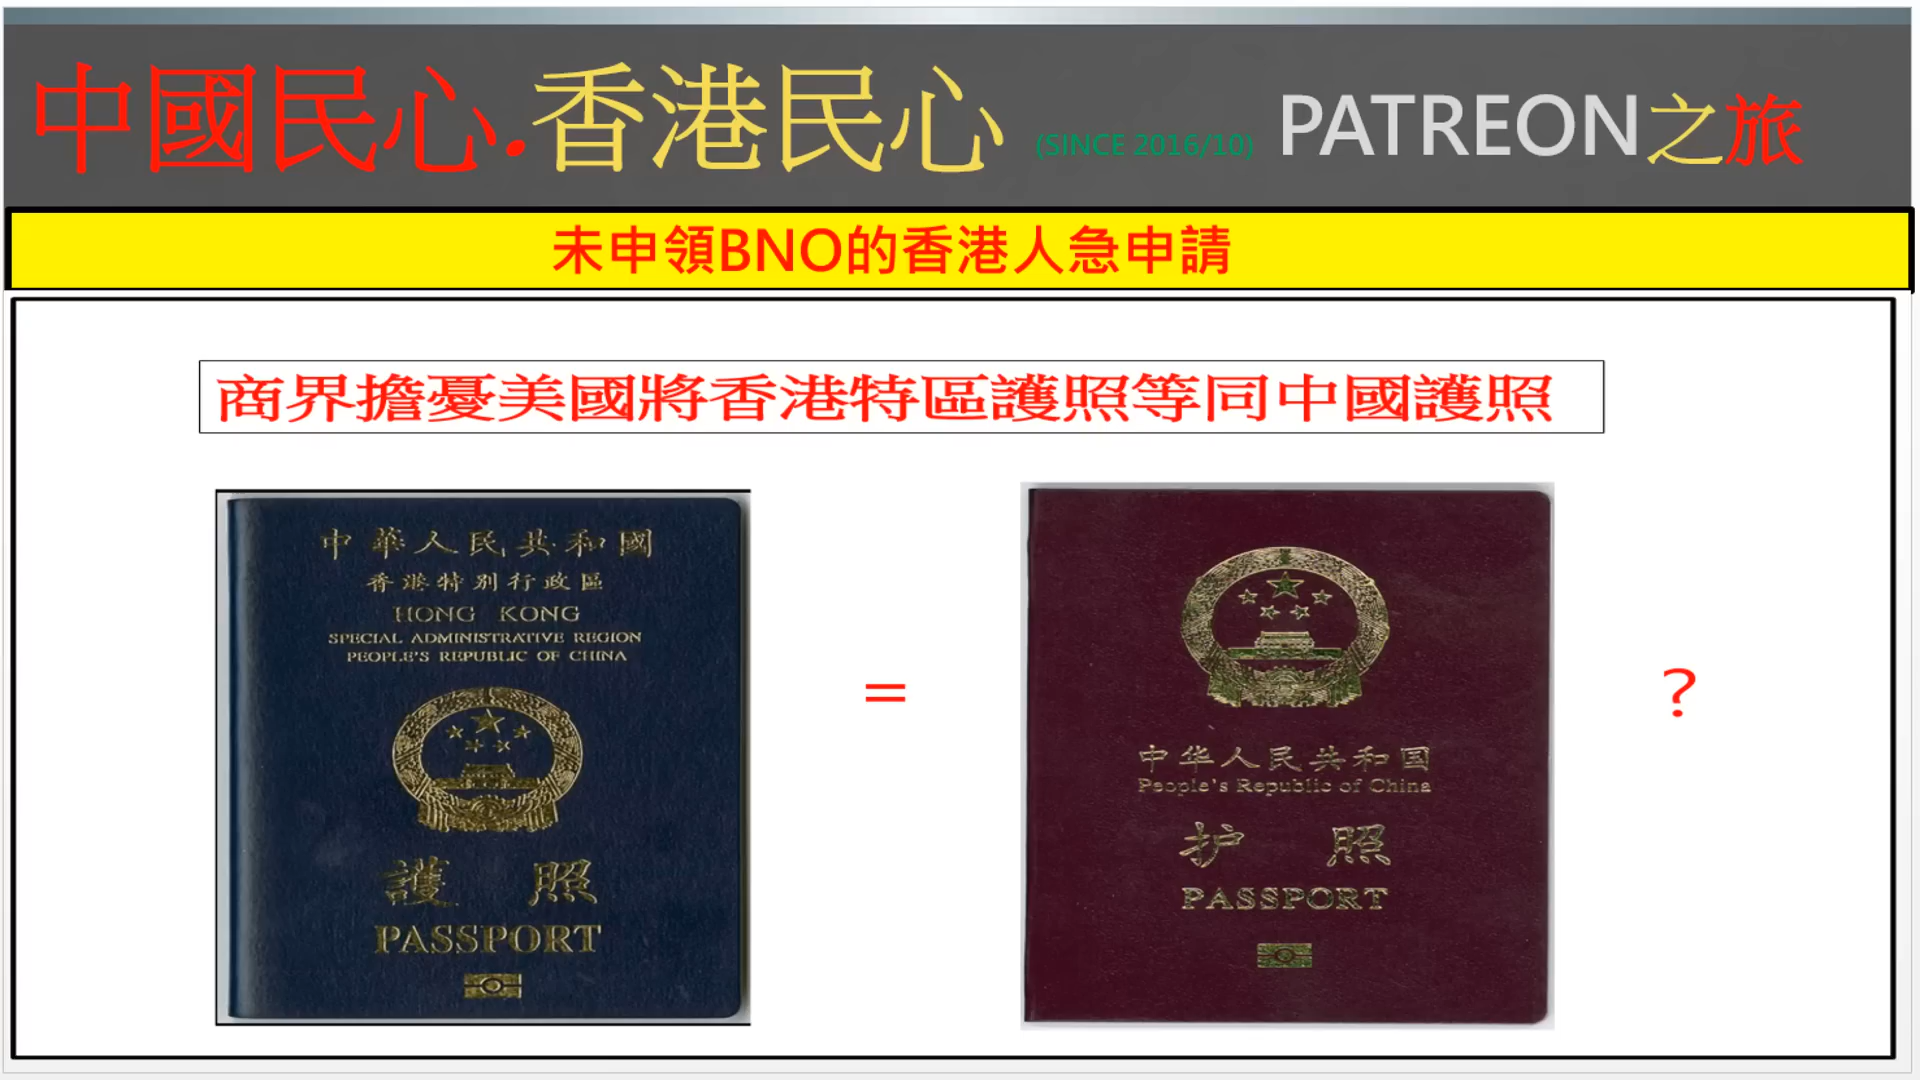 中國民心.香港民心 (SINCE 2016/10) PATREON之旅
未申領BNO的香港人急申請
商界擔憂美國將香港特區護照等同中國護照
中華人民共和國
香港特別行政區
HONG KONG
SPECIAL ADMINISTRATIVE REGION
PEOPLE'S REPUBLIC OF CHINA
護照
PASSPORT
=
中华人民共和国
People's Republic of China
护照
PASSPORT
?